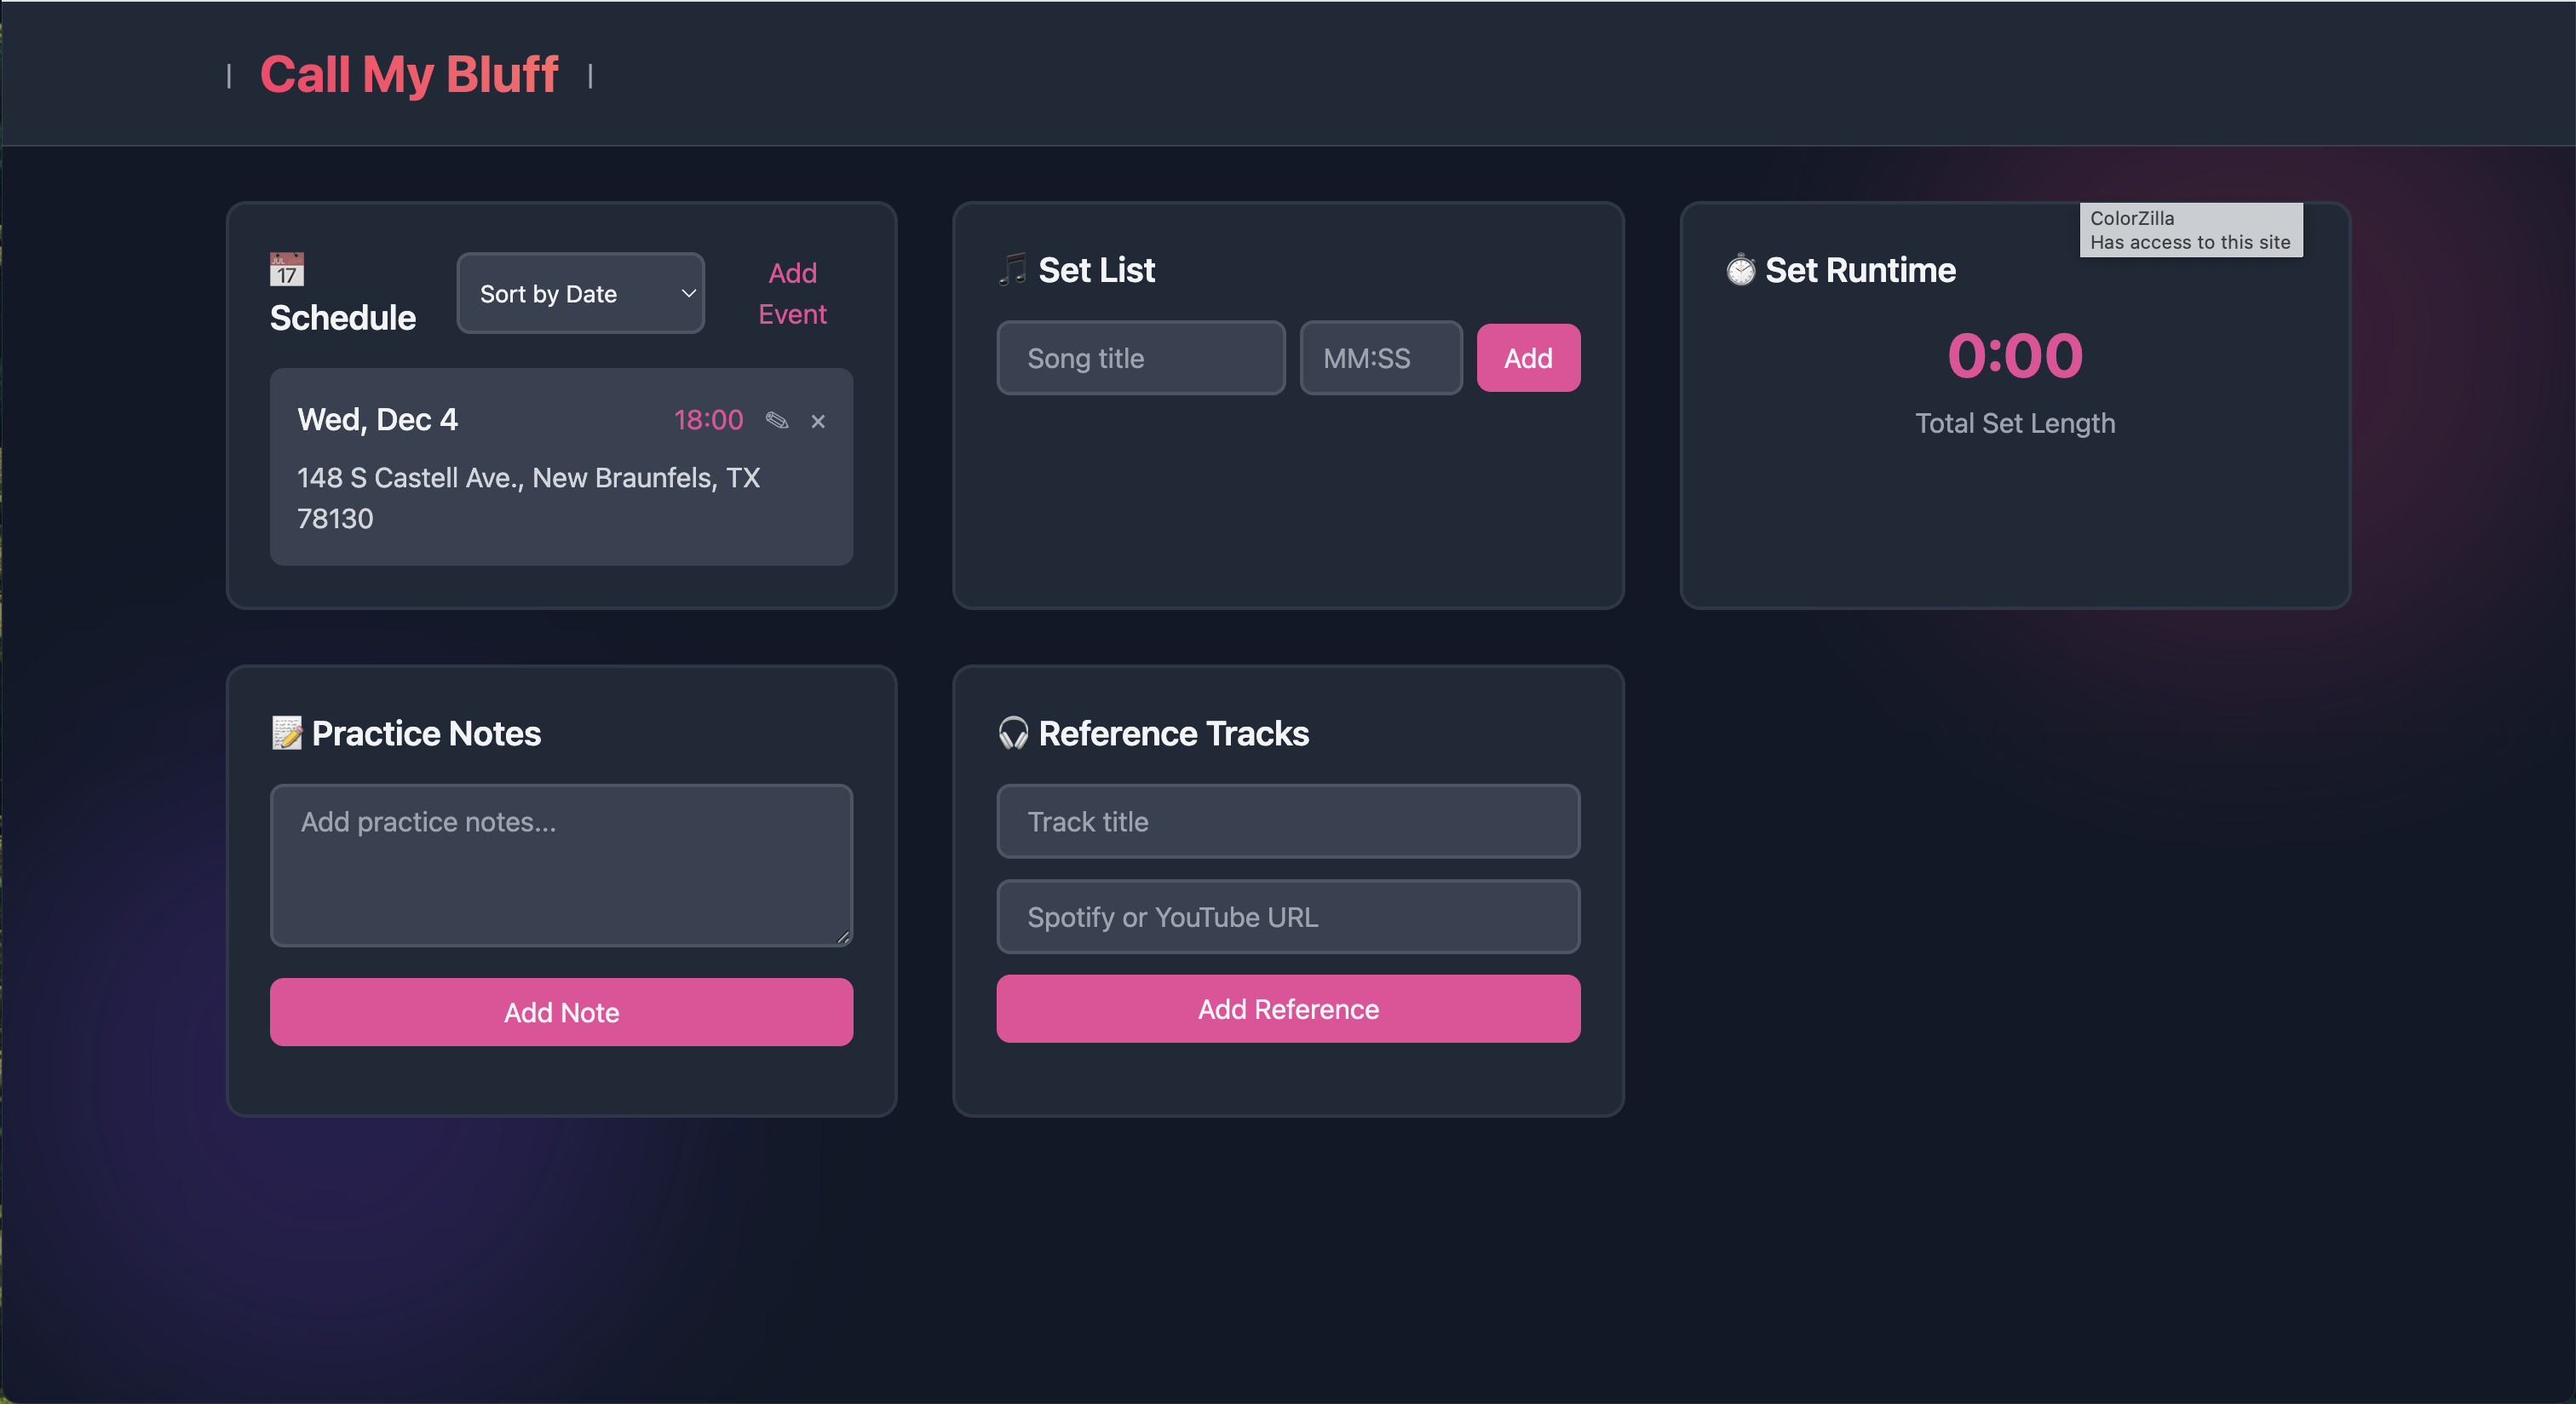 | Call My Bluff |
JUL
17
Schedule
Sort by Date
Add
Event
Wed, Dec 4
18:00
×
148 S Castell Ave., New Braunfels, TX
78130
Set List
Song title
MM:SS
Add
Set Runtime
ColorZilla
Has access to this site
0:00
Total Set Length
Practice Notes
Add practice notes...
Add Note
Reference Tracks
Track title
Spotify or YouTube URL
Add Reference